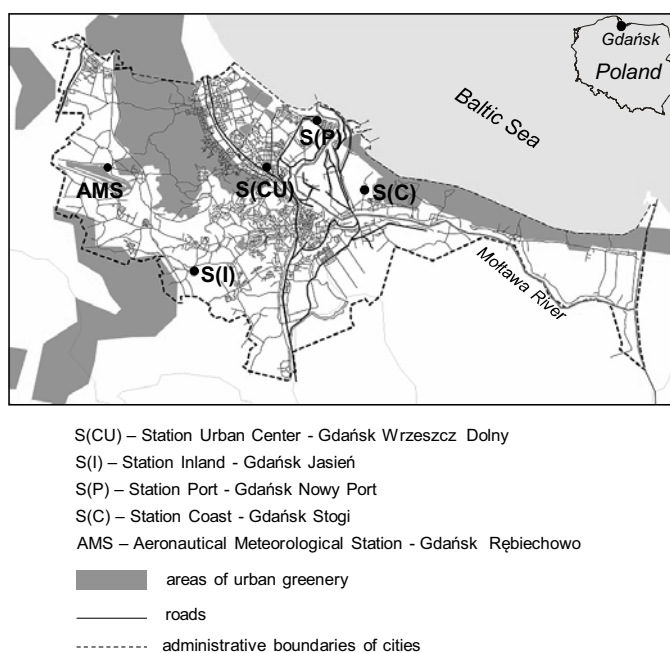 Gdańsk
Poland
Baltic Sea
S(P)
AMS
S(CU)
S(C)
S(I)
Mołtawa River
S(CU) – Station Urban Center - Gdańsk Wrzeszcz Dolny
S(I) – Station Inland - Gdańsk Jasień
S(P) – Station Port - Gdańsk Nowy Port
S(C) – Station Coast - Gdańsk Stogi
AMS – Aeronautical Meteorological Station - Gdańsk Rębiechowo
areas of urban greenery
roads
administrative boundaries of cities